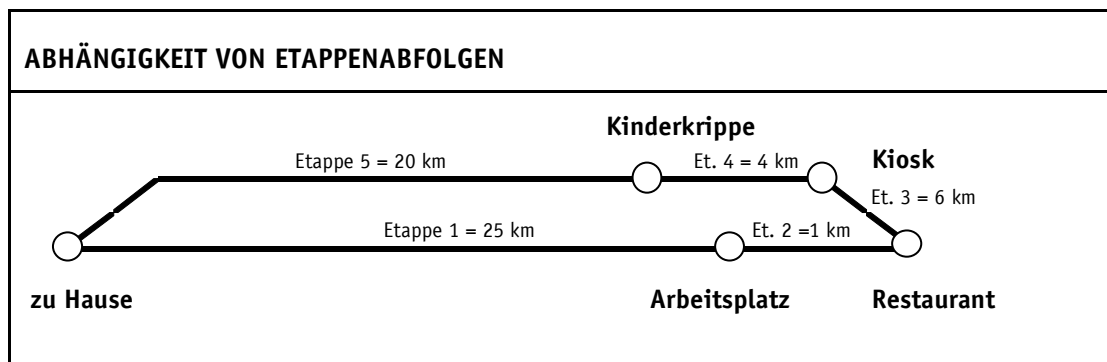 ABHÄNGIGKEIT VON ETAPPENABFOLGEN
Kinderkrippe
Etappe 5 = 20 km
Et. 4 = 4 km
Kiosk
Et. 3 = 6 km
Etappe 1 = 25 km
Et. 2 =1 km
zu Hause
Arbeitsplatz
Restaurant